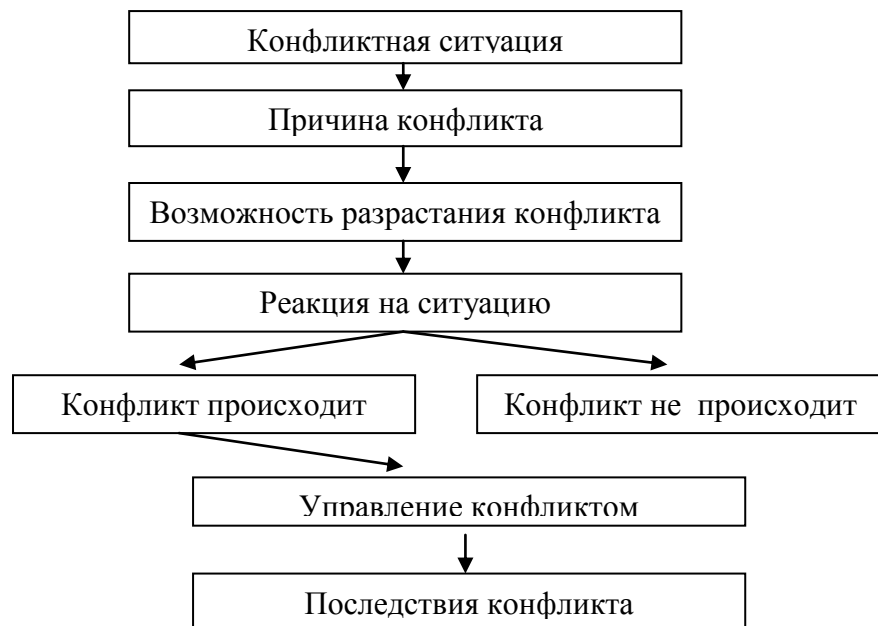 Конфликтная ситуация
Причина конфликта
Возможность разрастания конфликта
Реакция на ситуацию
Конфликт происходит
Конфликт не происходит
Управление конфликтом
Последствия конфликта